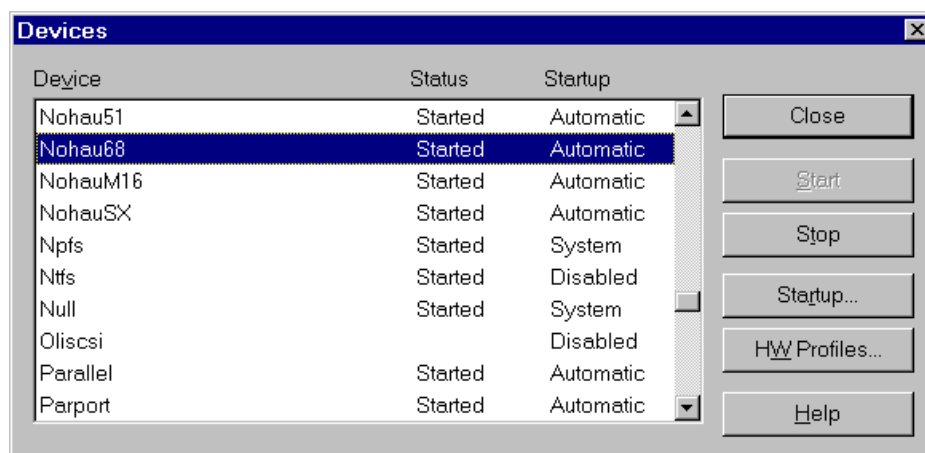 Devices
Device Status Startup
Nohau51 Started Automatic
Nohau68 Started Automatic
NohauM16 Started Automatic
NohauSX Started Automatic
Npfs Started System
Ntfs Started Disabled
Null Started System
Oliscsi Disabled
Parallel Started Automatic
Parport Started Automatic
Close
Start
Stop
Startup...
HW Profiles...
Help